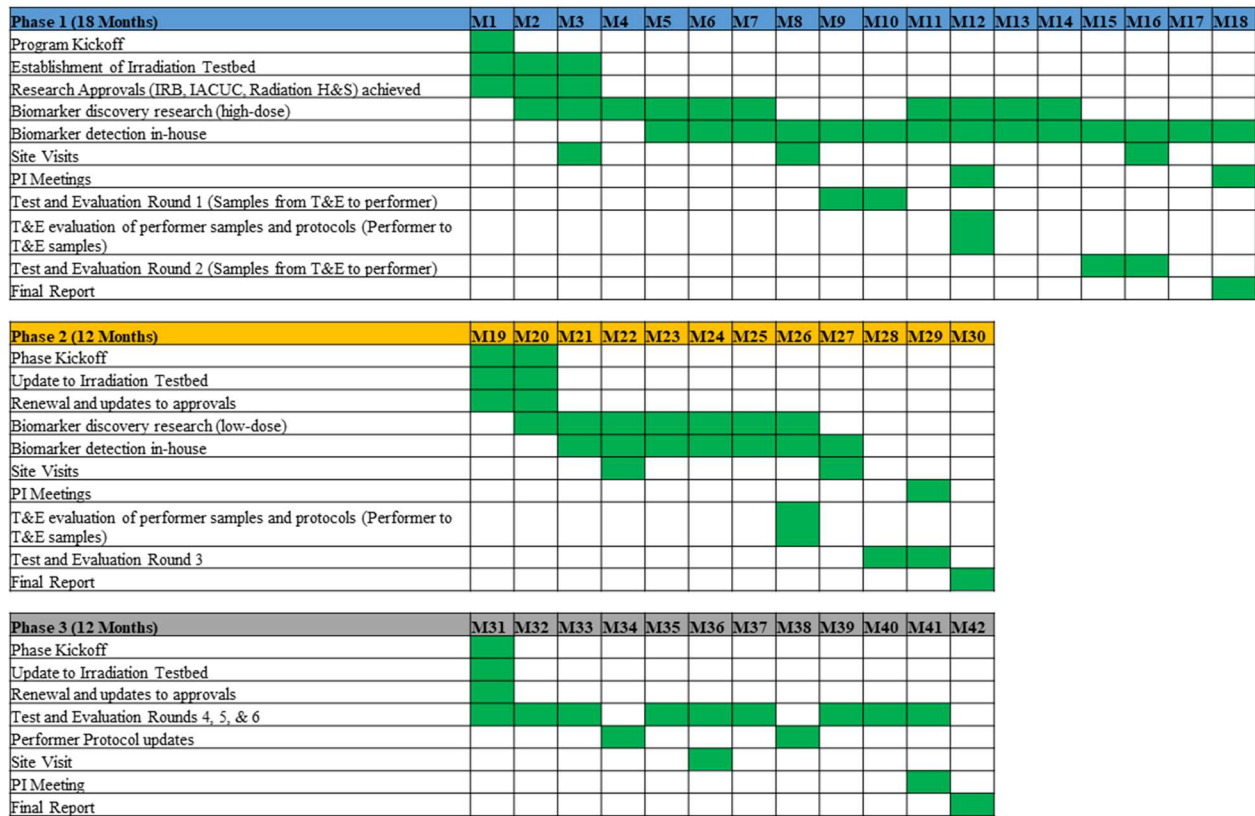 Phase 1 (18 Months) M1 M2 M3 M4 M5 M6 M7 M8 M9 M10 M11 M12 M13 M14 M15 M16 M17 M18
Program Kickoff
Establishment of Irradiation Testbed
Research Approvals (IRB, IACUC, Radiation H&S) achieved
Biomarker discovery research (high-dose)
Biomarker detection in-house
Site Visits
PI Meetings
Test and Evaluation Round 1 (Samples from T&E to performer)
T&E evaluation of performer samples and protocols (Performer to
T&E samples)
Test and Evaluation Round 2 (Samples from T&E to performer)
Final Report
Phase 2 (12 Months) M19 M20 M21 M22 M23 M24 M25 M26 M27 M28 M29 M30
Phase Kickoff
Update to Irradiation Testbed
Renewal and updates to approvals
Biomarker discovery research (low-dose)
Biomarker detection in-house
Site Visits
PI Meetings
T&E evaluation of performer samples and protocols (Performer to
T&E samples)
Test and Evaluation Round 3
Final Report
Phase 3 (12 Months) M31 M32 M33 M34 M35 M36 M37 M38 M39 M40 M41 M42
Phase Kickoff
Update to Irradiation Testbed
Renewal and updates to approvals
Test and Evaluation Rounds 4, 5, & 6
Performer Protocol updates
Site Visit
PI Meeting
Final Report